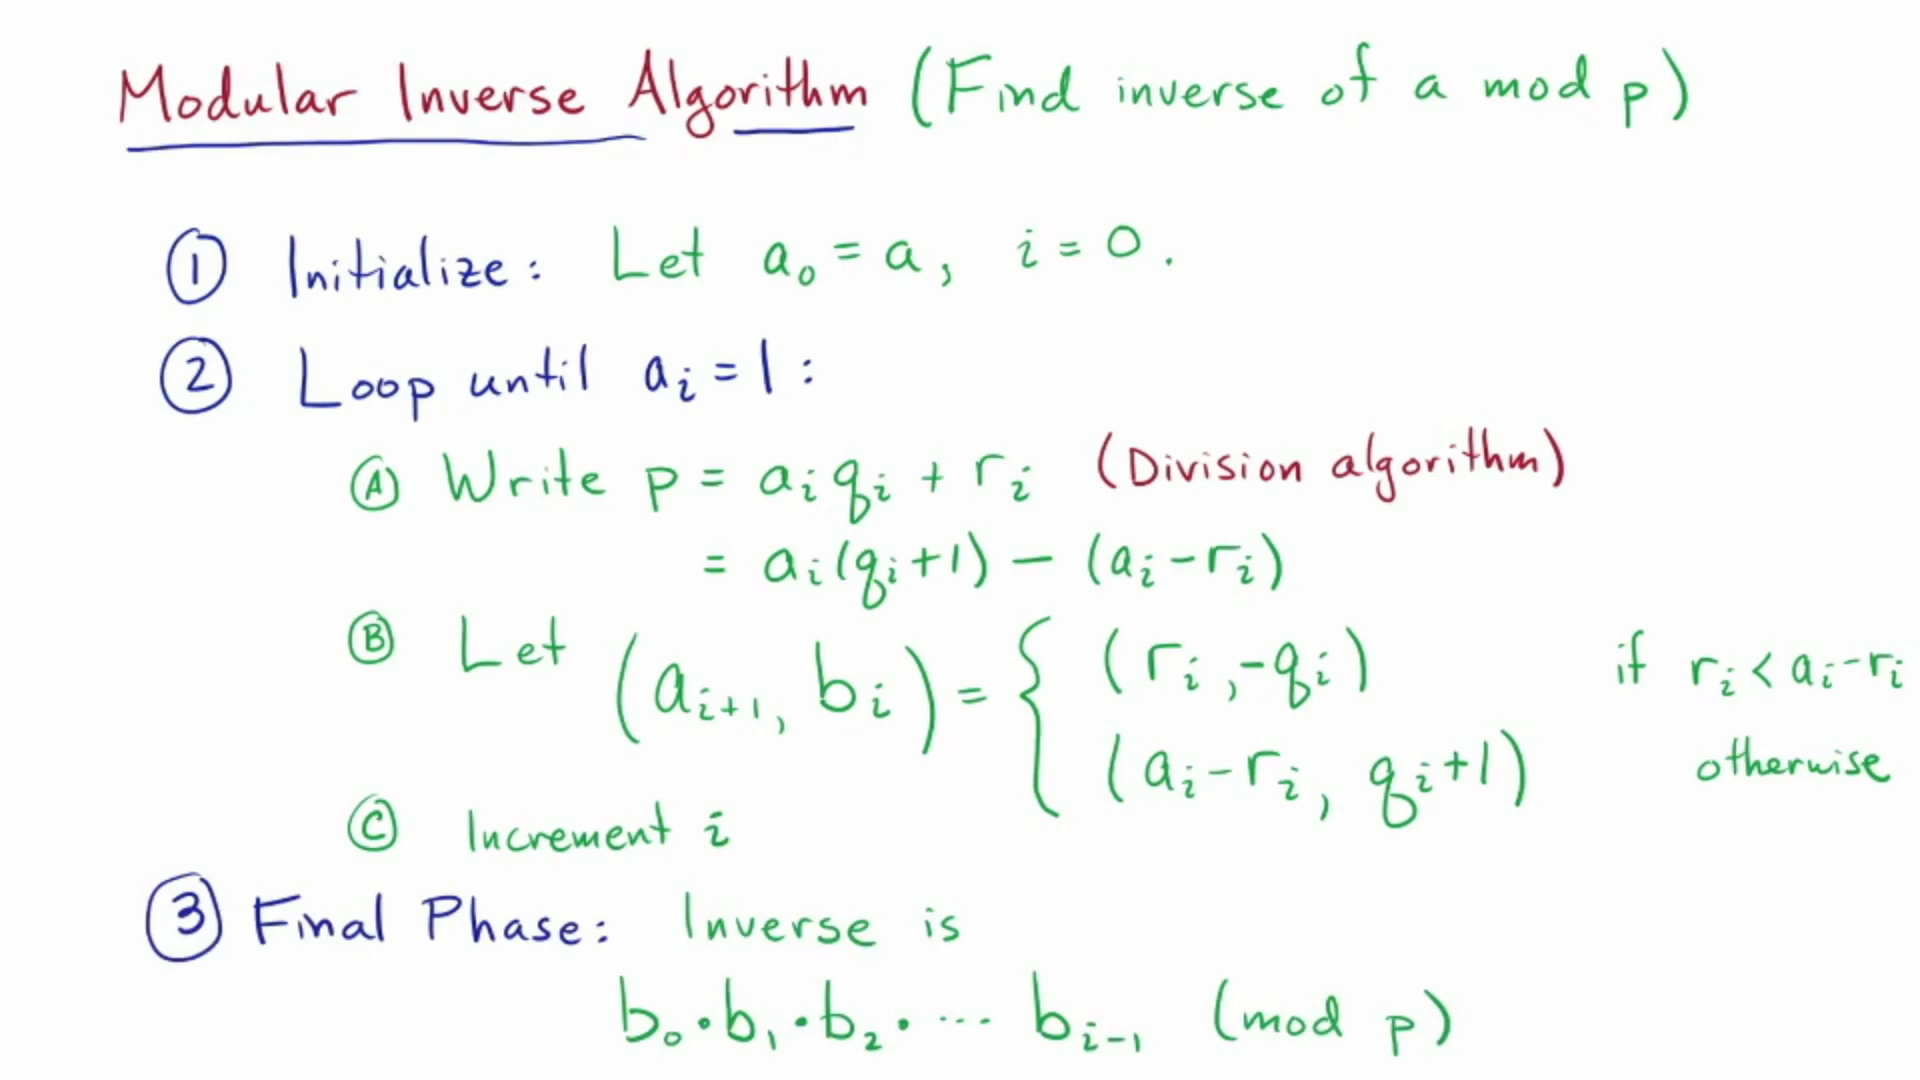 Modular Inverse Algorithm (Find inverse of a mod p)
① Initialize: Let a₀ = a, i = 0.
② Loop until aᵢ = 1:
Ⓐ Write p = aᵢqᵢ + rᵢ (Division algorithm)
= aᵢ(qᵢ+1) − (aᵢ−rᵢ)
Ⓑ Let (aᵢ₊₁, bᵢ) = { (rᵢ, −qᵢ) if rᵢ < aᵢ−rᵢ
(aᵢ−rᵢ, qᵢ+1) otherwise
Ⓒ Increment i
③ Final Phase: Inverse is
b₀·b₁·b₂· ··· bᵢ₋₁ (mod p)